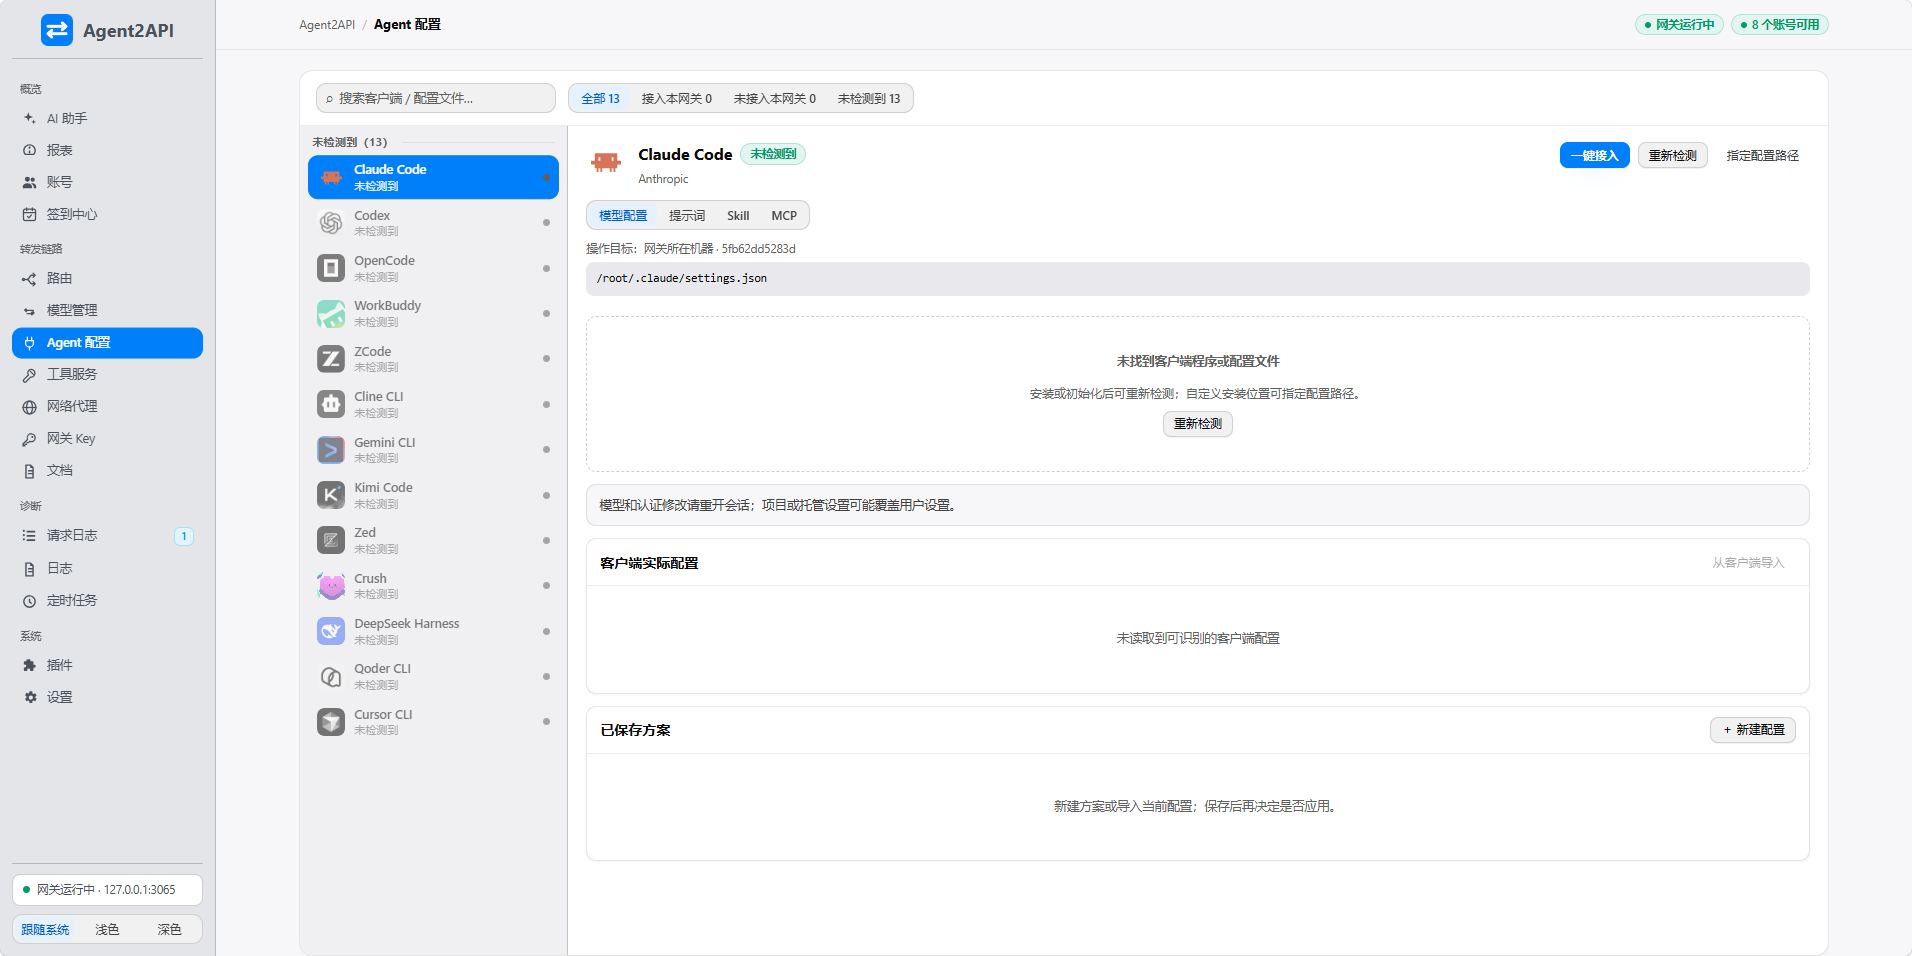 Agent2API
概览
AI 助手
报表
账号
签到中心
转发链路
路由
模型管理
Agent 配置
工具服务
网络代理
网关 Key
文档
诊断
请求日志
1
日志
定时任务
系统
插件
设置
网关运行中 · 127.0.0.1:3065
跟随系统
浅色
深色
Agent2API / Agent 配置
网关运行中
8 个账号可用
搜索客户端 / 配置文件...
全部 13
接入本网关 0
未接入本网关 0
未检测到 13
未检测到 (13)
Claude Code
未检测到
Codex
未检测到
OpenCode
未检测到
WorkBuddy
未检测到
ZCode
未检测到
Cline CLI
未检测到
Gemini CLI
未检测到
Kimi Code
未检测到
Zed
未检测到
Crush
未检测到
DeepSeek Harness
未检测到
Qoder CLI
未检测到
Cursor CLI
未检测到
Claude Code
未检测到
Anthropic
一键接入
重新检测
指定配置路径
模型配置
提示词
Skill
MCP
操作目标：网关所在机器 · 5fb62dd5283d
/root/.claude/settings.json
未找到客户端程序或配置文件
安装或初始化后可重新检测；自定义安装位置可指定配置路径。
重新检测
模型和认证修改请重开会话；项目或托管设置可能覆盖用户设置。
客户端实际配置
从客户端导入
未读取到可识别的客户端配置
已保存方案
+ 新建配置
新建方案或导入当前配置；保存后再决定是否应用。